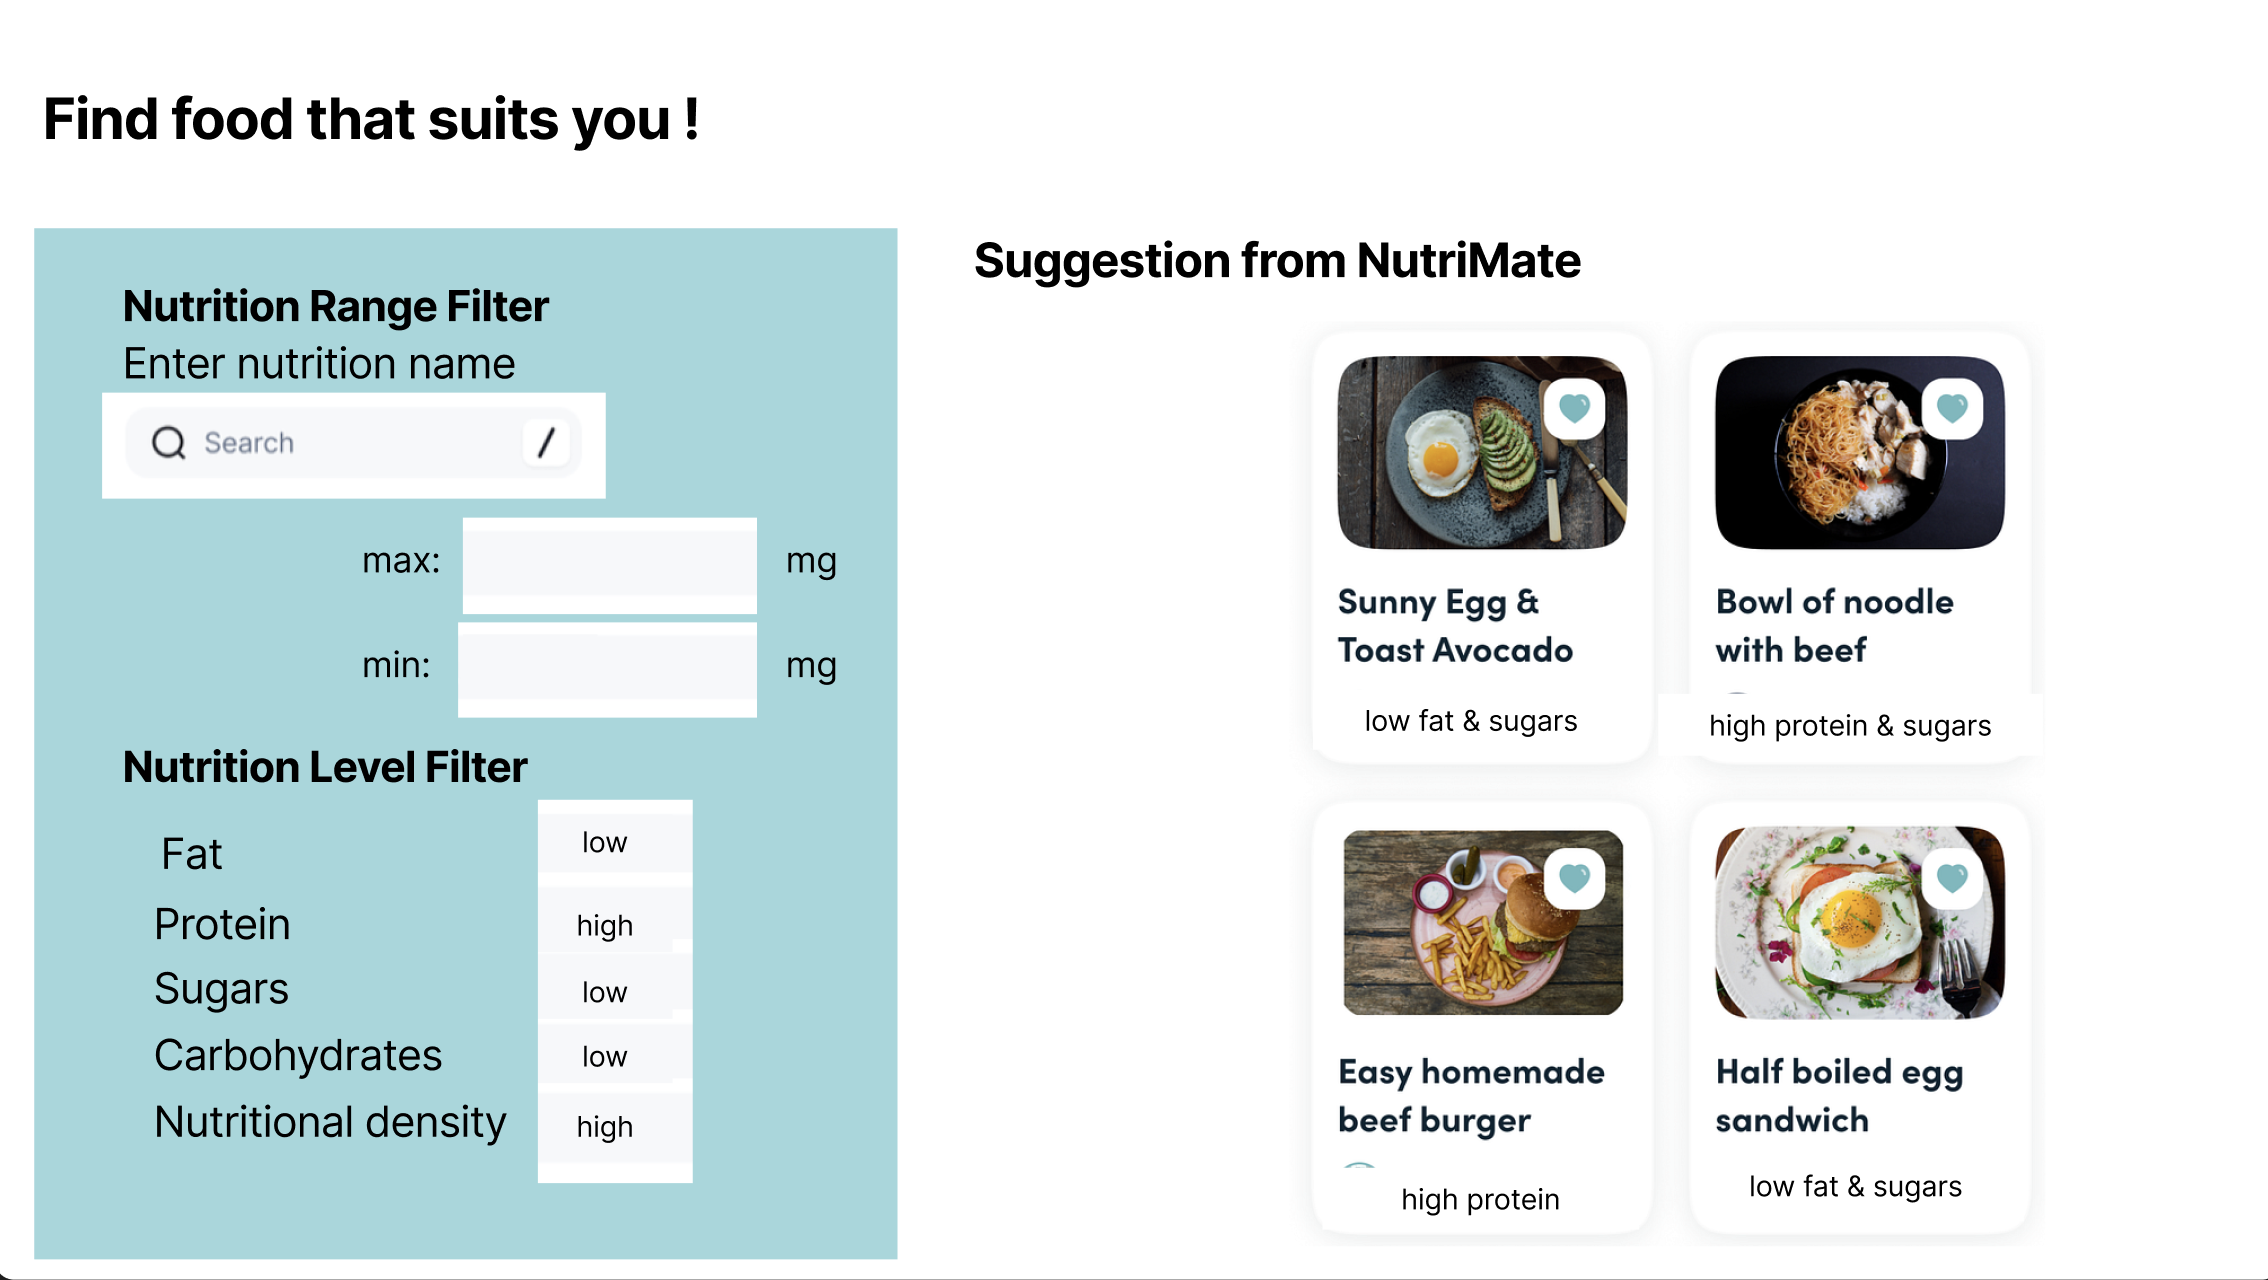 Find food that suits you !
Nutrition Range Filter
Enter nutrition name
Search /
max: mg
min: mg
Nutrition Level Filter
Fat low
Protein high
Sugars low
Carbohydrates low
Nutritional density high
Suggestion from NutriMate
Sunny Egg &
Toast Avocado
low fat & sugars
Bowl of noodle
with beef
high protein & sugars
Easy homemade
beef burger
high protein
Half boiled egg
sandwich
low fat & sugars